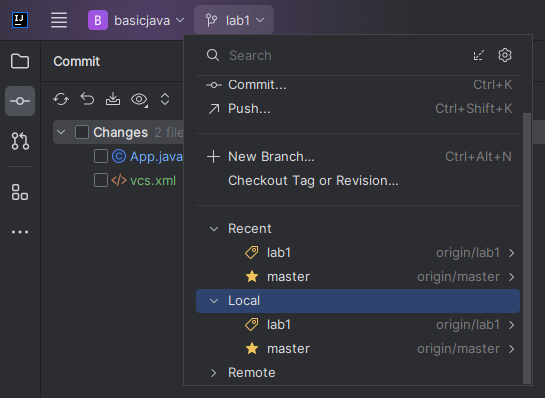 IJ B basicjava lab1
Commit
Search
Commit... Ctrl+K
Push... Ctrl+Shift+K
Changes 2 file
App.java
vcs.xml
New Branch... Ctrl+Alt+N
Checkout Tag or Revision...
Recent
lab1 origin/lab1
master origin/master
Local
lab1 origin/lab1
master origin/master
Remote